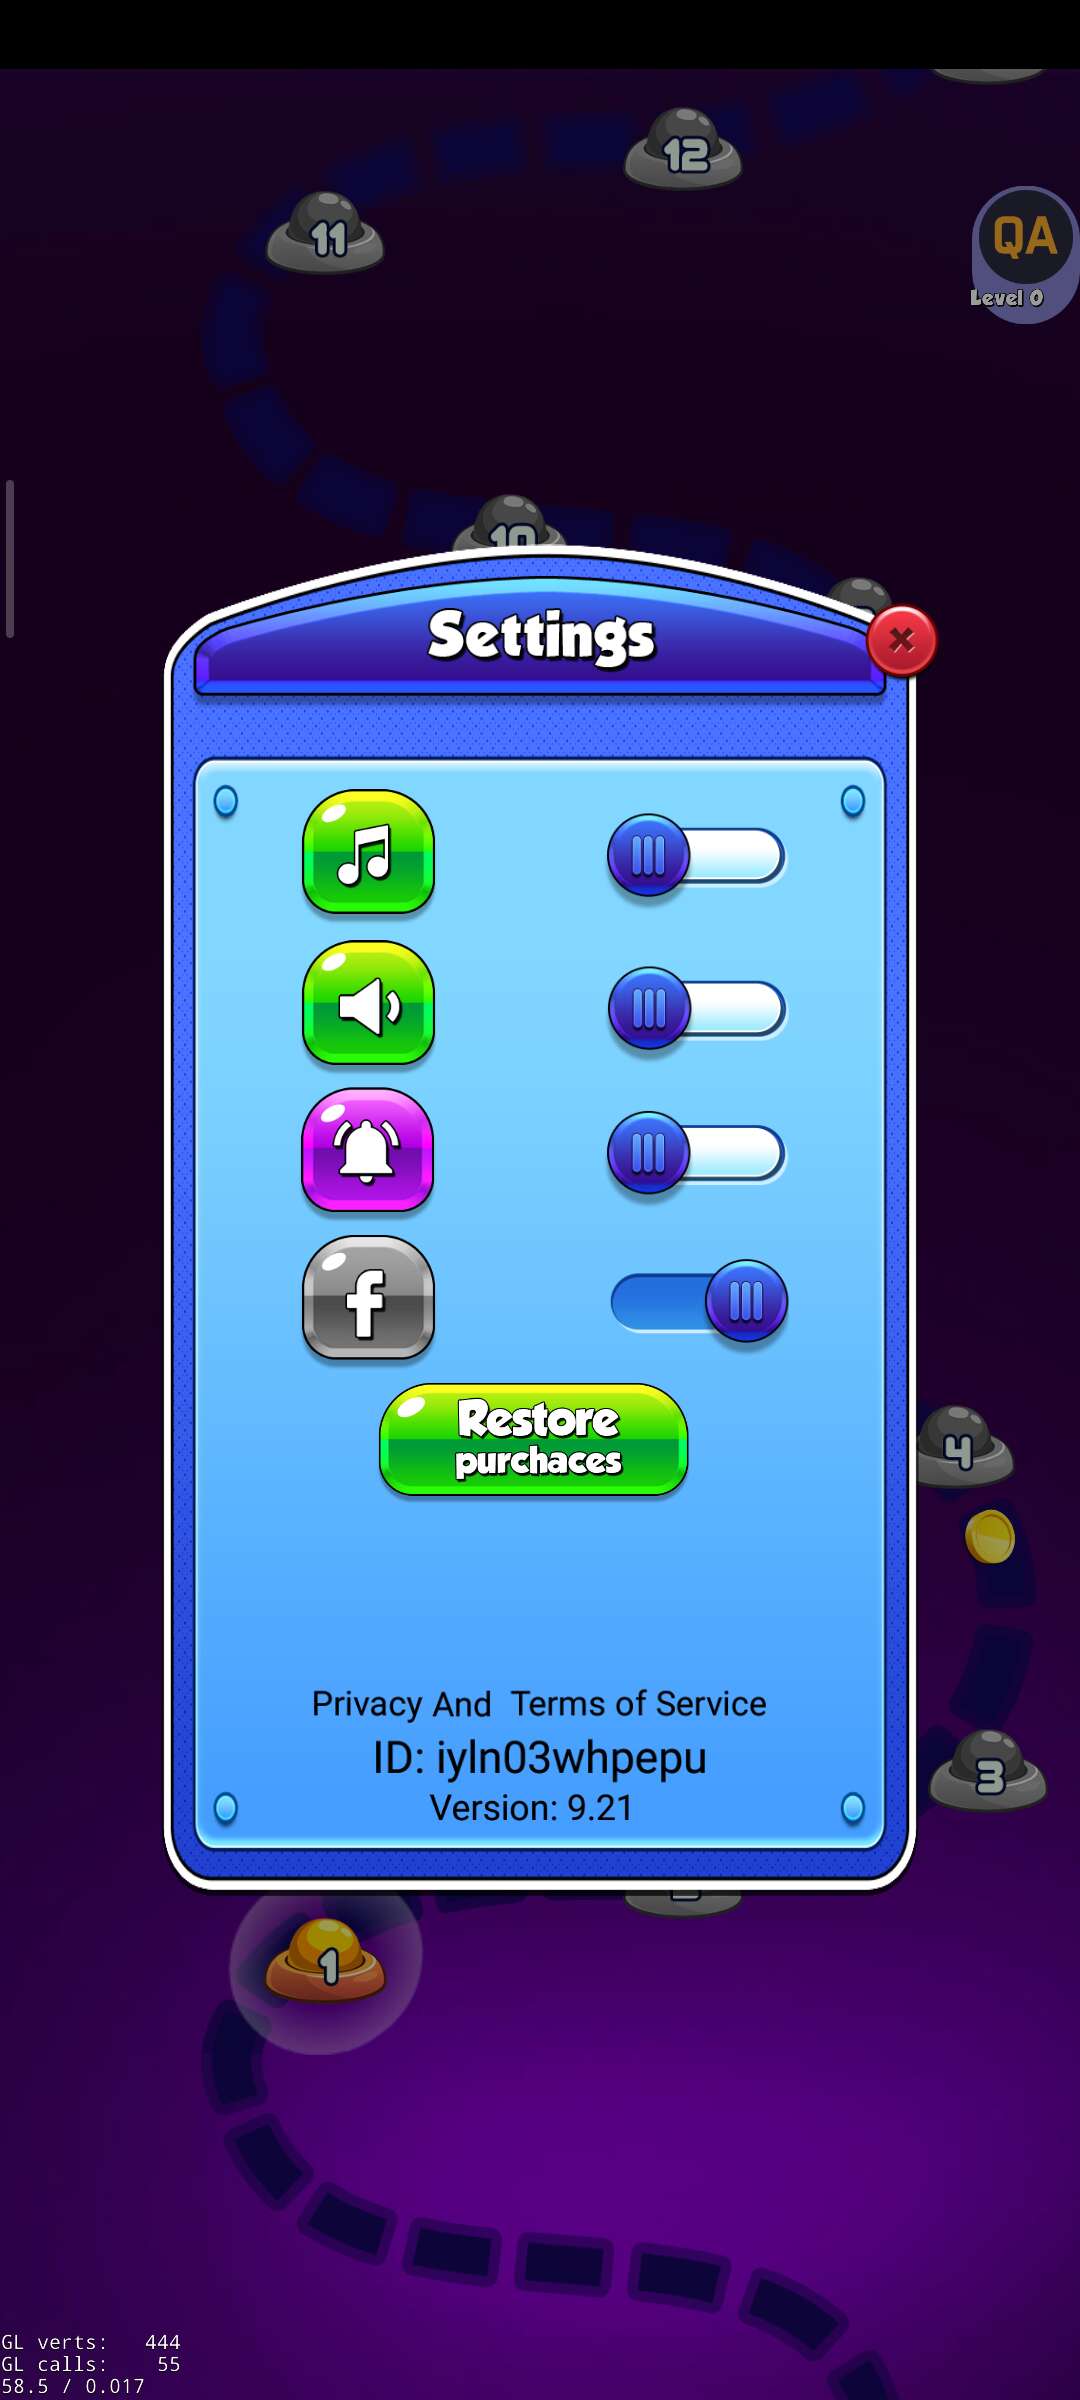 12
11
QA
Level 0
10
Settings
Restore
purchaces
4
Privacy And Terms of Service
ID: iyln03whpepu
3
Version: 9.21
1
GL verts: 444
GL calls: 55
58.5 / 0.017